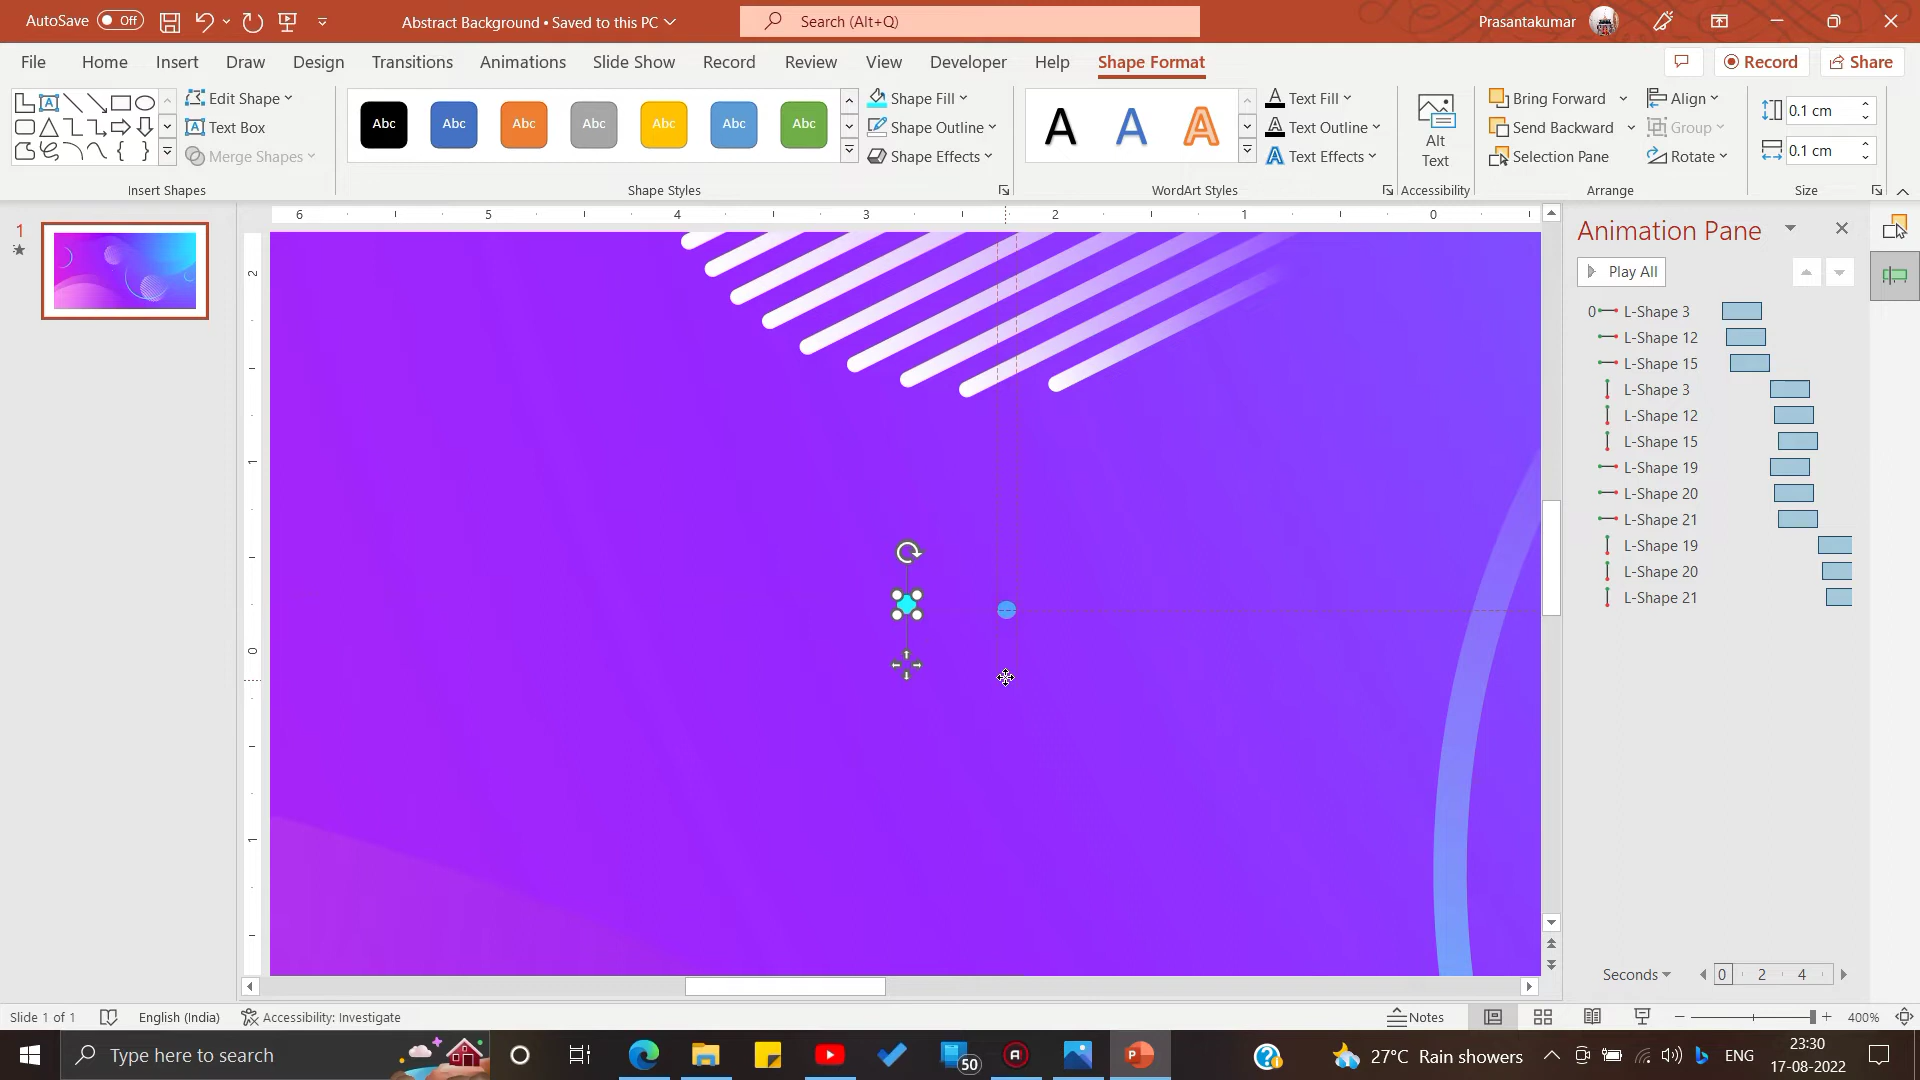 AutoSave Off
Abstract Background • Saved to this PC
Search (Alt+Q)
Prasantakumar
File Home Insert Draw Design Transitions Animations Slide Show Record Review View Developer Help Shape Format
Record Share
Edit Shape
Text Box
Merge Shapes
Insert Shapes
Abc Abc Abc Abc Abc Abc Abc
Shape Fill
Shape Outline
Shape Effects
Shape Styles
A A A
Text Fill
Text Outline
Text Effects
WordArt Styles
Alt
Text
Accessibility
Bring Forward
Send Backward
Selection Pane
Align
Group
Rotate
Arrange
0.1 cm
0.1 cm
Size
1
6 5 4 3 2 1 0
2
1
0
1
Animation Pane
Play All
0 L-Shape 3
L-Shape 12
L-Shape 15
L-Shape 3
L-Shape 12
L-Shape 15
L-Shape 19
L-Shape 20
L-Shape 21
L-Shape 19
L-Shape 20
L-Shape 21
Seconds 0 2 4
Slide 1 of 1 English (India) Accessibility: Investigate Notes 400%
Type here to search
50
27°C Rain showers
ENG
23:30
17-08-2022